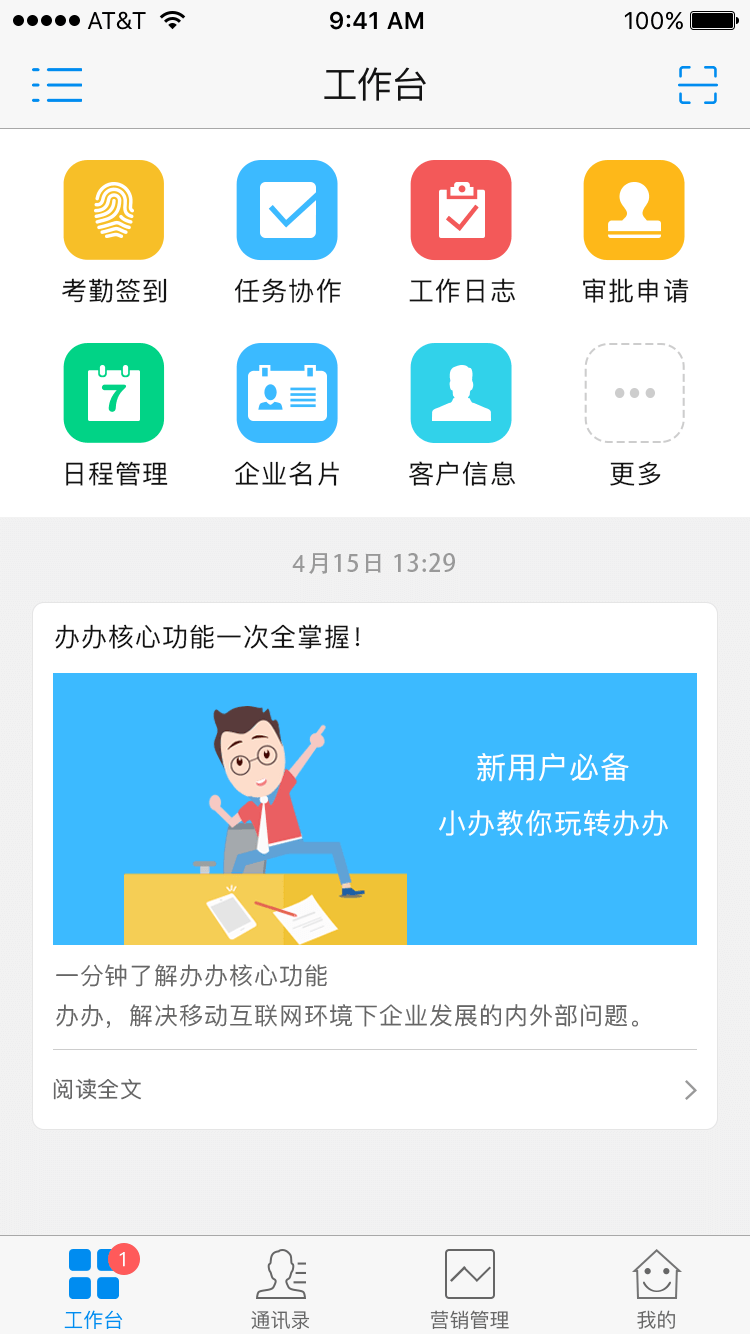 AT&T 9:41 AM 100%
工作台
考勤签到 任务协作 工作日志 审批申请
7
日程管理 企业名片 客户信息 更多
4月15日 13:29
办办核心功能一次全掌握!
新用户必备
小办教你玩转办办
一分钟了解办办核心功能
办办，解决移动互联网环境下企业发展的内外部问题。
阅读全文
1
工作台 通讯录 营销管理 我的